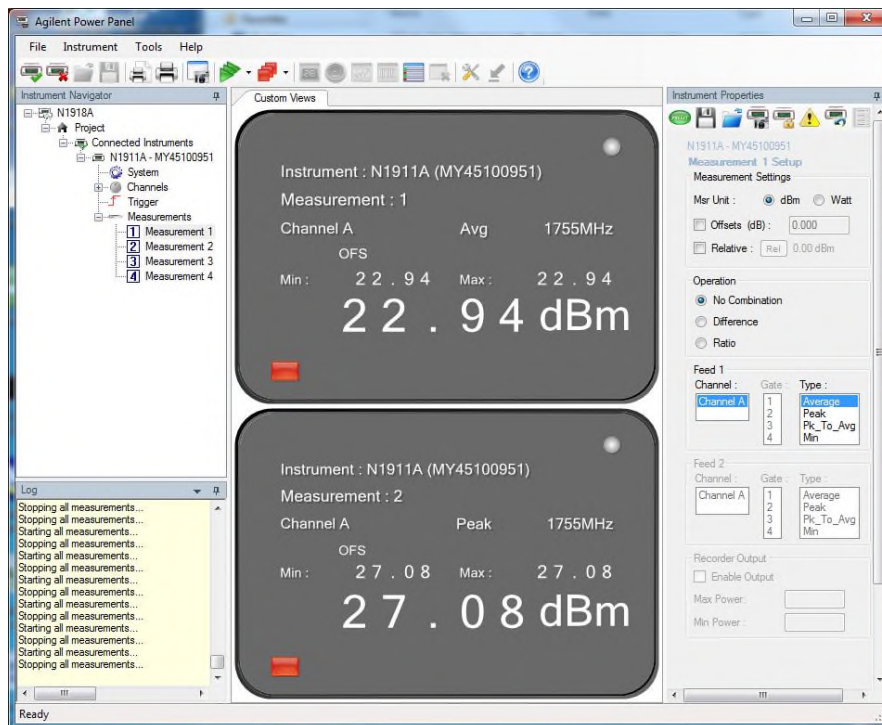 Agilent Power Panel
File Instrument Tools Help
Instrument Navigator
N1918A
Project
Connected Instruments
N1911A - MY45100951
System
Channels
Trigger
Measurements
1 Measurement 1
2 Measurement 2
3 Measurement 3
4 Measurement 4
Log
Stopping all measurements...
Stopping all measurements...
Starting all measurements...
Stopping all measurements...
Starting all measurements...
Stopping all measurements...
Starting all measurements...
Stopping all measurements...
Starting all measurements...
Stopping all measurements...
Starting all measurements...
Stopping all measurements...
Starting all measurements...
Stopping all measurements...
Custom Views
Instrument : N1911A (MY45100951)
Measurement : 1
Channel A Avg 1755MHz
OFS
Min : 22.94 Max : 22.94
22.94 dBm
Instrument : N1911A (MY45100951)
Measurement : 2
Channel A Peak 1755MHz
OFS
Min : 27.08 Max : 27.08
27.08 dBm
Instrument Properties
N1911A - MY45100951
Measurement 1 Setup
Measurement Settings
Msr Unit : dBm Watt
Offsets (dB) : 0.000
Relative : Rel 0.00 dBm
Operation
No Combination
Difference
Ratio
Feed 1
Channel : Gate : Type :
Channel A 1 Average
2 Peak
3 Pk_To_Avg
4 Min
Feed 2
Channel : Gate : Type :
Channel A 1 Average
2 Peak
3 Pk_To_Avg
4 Min
Recorder Output
Enable Output
Max Power:
Min Power :
Ready